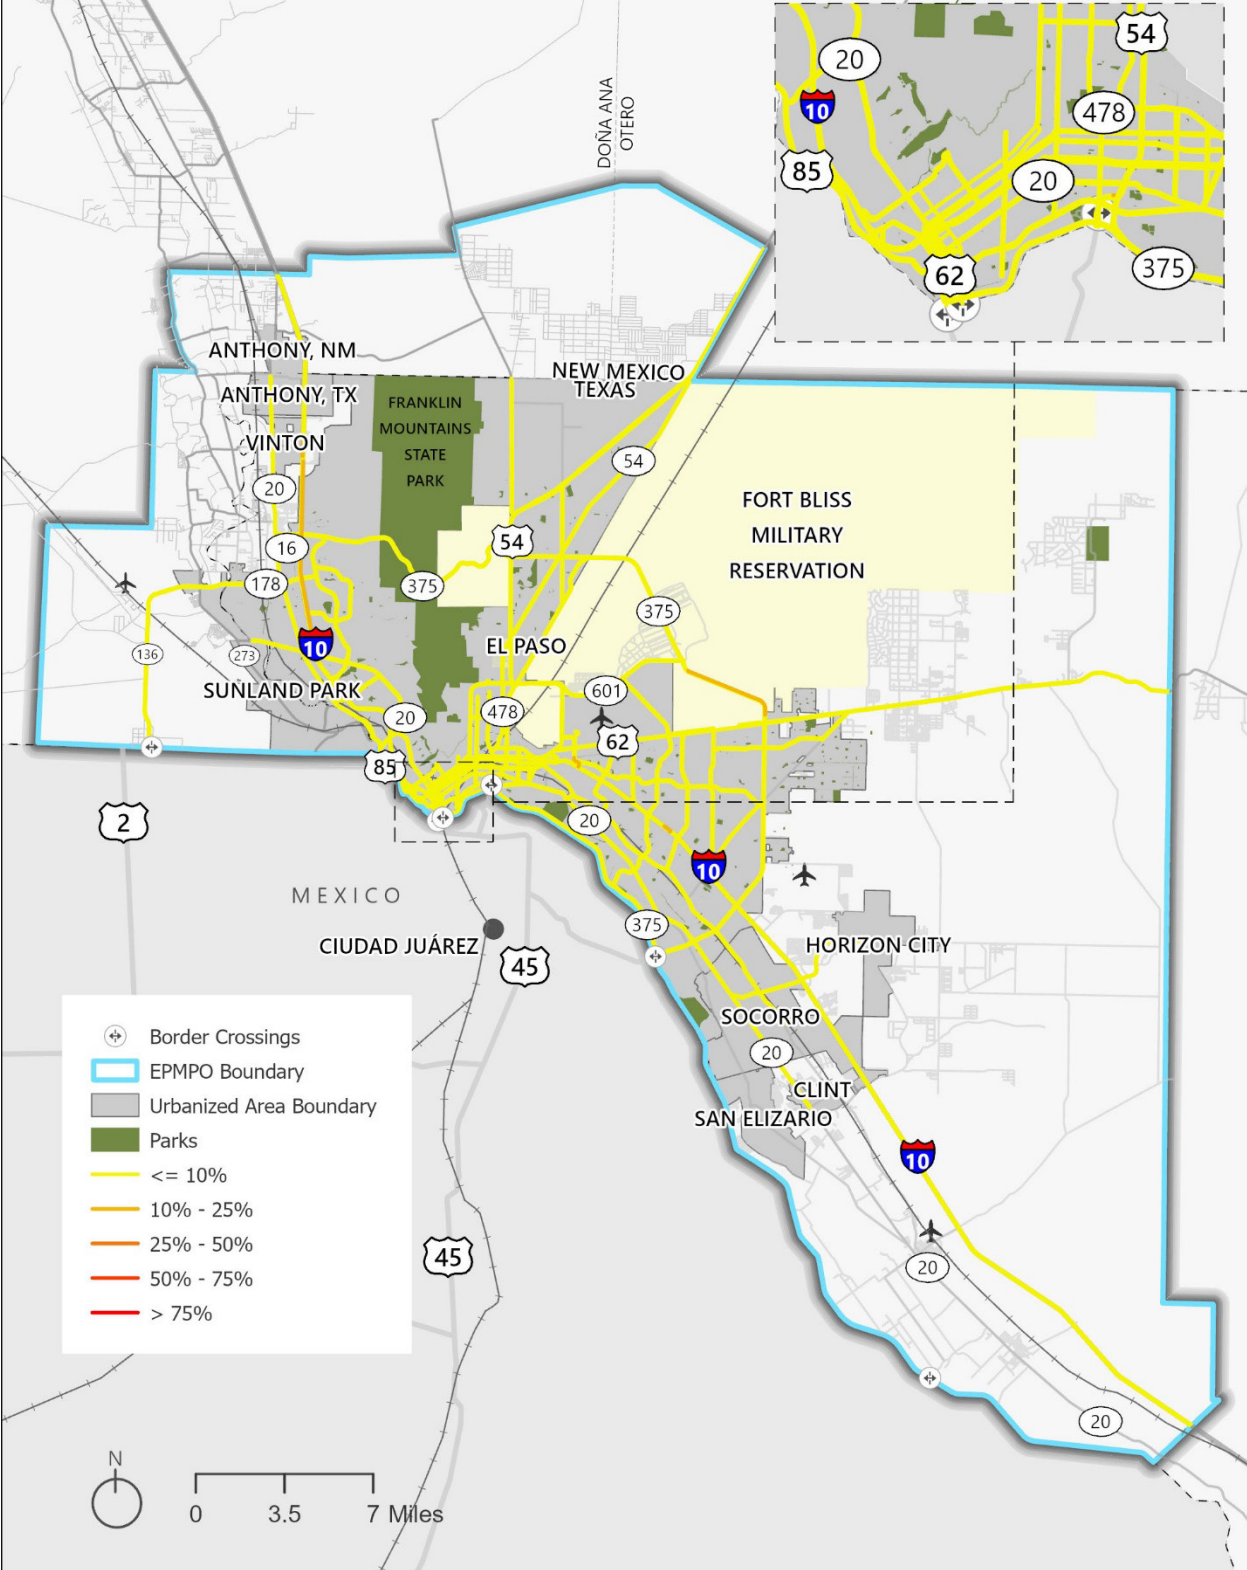 DOÑA ANA
OTERO
54
20
10
478
85
20
62
375
ANTHONY, NM
NEW MEXICO
TEXAS
ANTHONY, TX
FRANKLIN
MOUNTAINS
STATE
PARK
VINTON
54
20
FORT BLISS
MILITARY
RESERVATION
16
54
178
375
375
10
EL PASO
136
273
SUNLAND PARK
601
20
478
62
85
2
20
10
MEXICO
375
CIUDAD JUÁREZ
45
HORIZON CITY
SOCORRO
20
CLINT
SAN ELIZARIO
10
45
20
20
Border Crossings
EPMPO Boundary
Urbanized Area Boundary
Parks
<= 10%
10% - 25%
25% - 50%
50% - 75%
> 75%
N
0 3.5 7 Miles